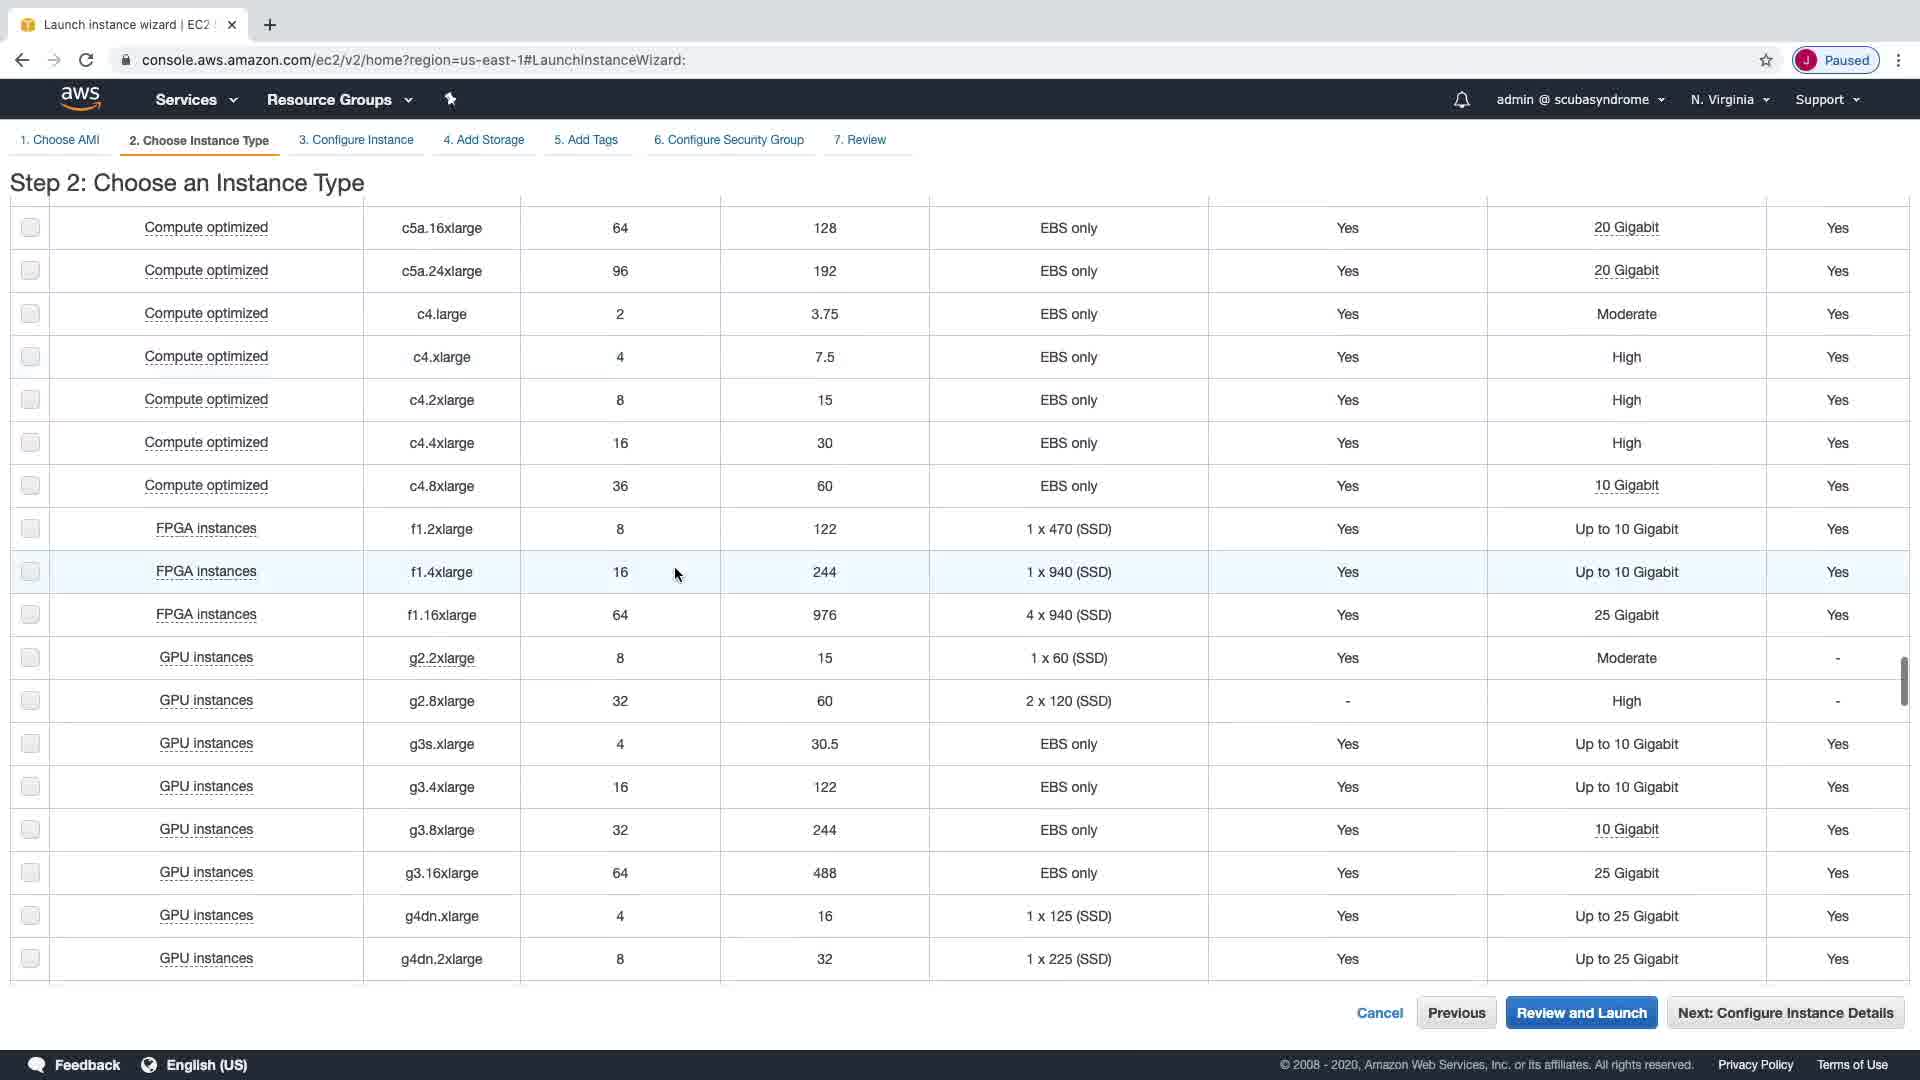 Launch instance wizard | EC2
console.aws.amazon.com/ec2/v2/home?region=us-east-1#LaunchInstanceWizard:
J Paused
aws Services Resource Groups admin @ scubasyndrome N. Virginia Support
1. Choose AMI 2. Choose Instance Type 3. Configure Instance 4. Add Storage 5. Add Tags 6. Configure Security Group 7. Review
Step 2: Choose an Instance Type
Compute optimized c5a.16xlarge 64 128 EBS only Yes 20 Gigabit Yes
Compute optimized c5a.24xlarge 96 192 EBS only Yes 20 Gigabit Yes
Compute optimized c4.large 2 3.75 EBS only Yes Moderate Yes
Compute optimized c4.xlarge 4 7.5 EBS only Yes High Yes
Compute optimized c4.2xlarge 8 15 EBS only Yes High Yes
Compute optimized c4.4xlarge 16 30 EBS only Yes High Yes
Compute optimized c4.8xlarge 36 60 EBS only Yes 10 Gigabit Yes
FPGA instances f1.2xlarge 8 122 1 x 470 (SSD) Yes Up to 10 Gigabit Yes
FPGA instances f1.4xlarge 16 244 1 x 940 (SSD) Yes Up to 10 Gigabit Yes
FPGA instances f1.16xlarge 64 976 4 x 940 (SSD) Yes 25 Gigabit Yes
GPU instances g2.2xlarge 8 15 1 x 60 (SSD) Yes Moderate -
GPU instances g2.8xlarge 32 60 2 x 120 (SSD) - High -
GPU instances g3s.xlarge 4 30.5 EBS only Yes Up to 10 Gigabit Yes
GPU instances g3.4xlarge 16 122 EBS only Yes Up to 10 Gigabit Yes
GPU instances g3.8xlarge 32 244 EBS only Yes 10 Gigabit Yes
GPU instances g3.16xlarge 64 488 EBS only Yes 25 Gigabit Yes
GPU instances g4dn.xlarge 4 16 1 x 125 (SSD) Yes Up to 25 Gigabit Yes
GPU instances g4dn.2xlarge 8 32 1 x 225 (SSD) Yes Up to 25 Gigabit Yes
Cancel Previous Review and Launch Next: Configure Instance Details
Feedback English (US) © 2008 - 2020, Amazon Web Services, Inc. or its affiliates. All rights reserved. Privacy Policy Terms of Use